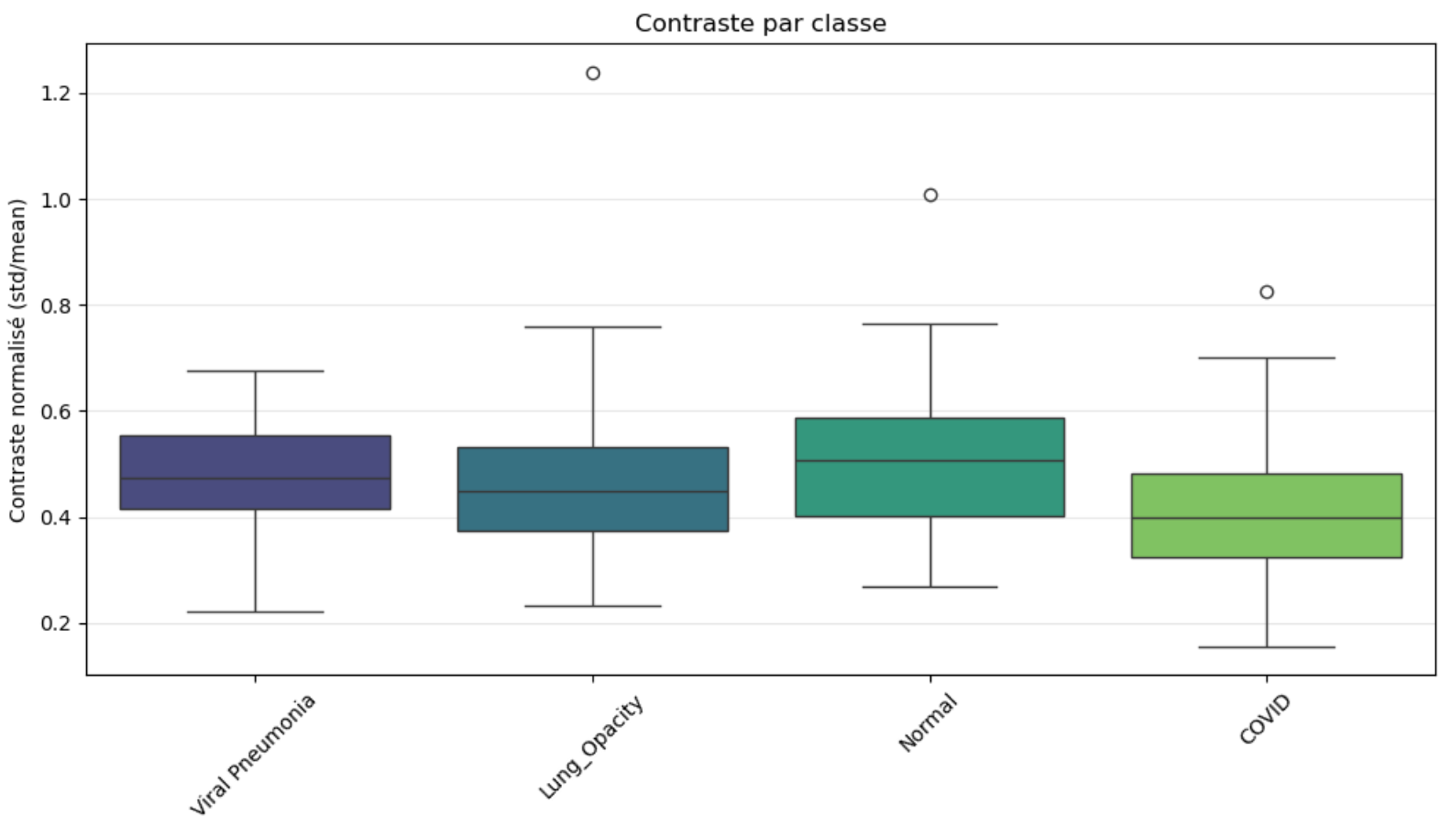 Contraste par classe
Contraste normalisé (std/mean)
1.2
1.0
0.8
0.6
0.4
0.2
Viral Pneumonia
Lung_Opacity
Normal
COVID